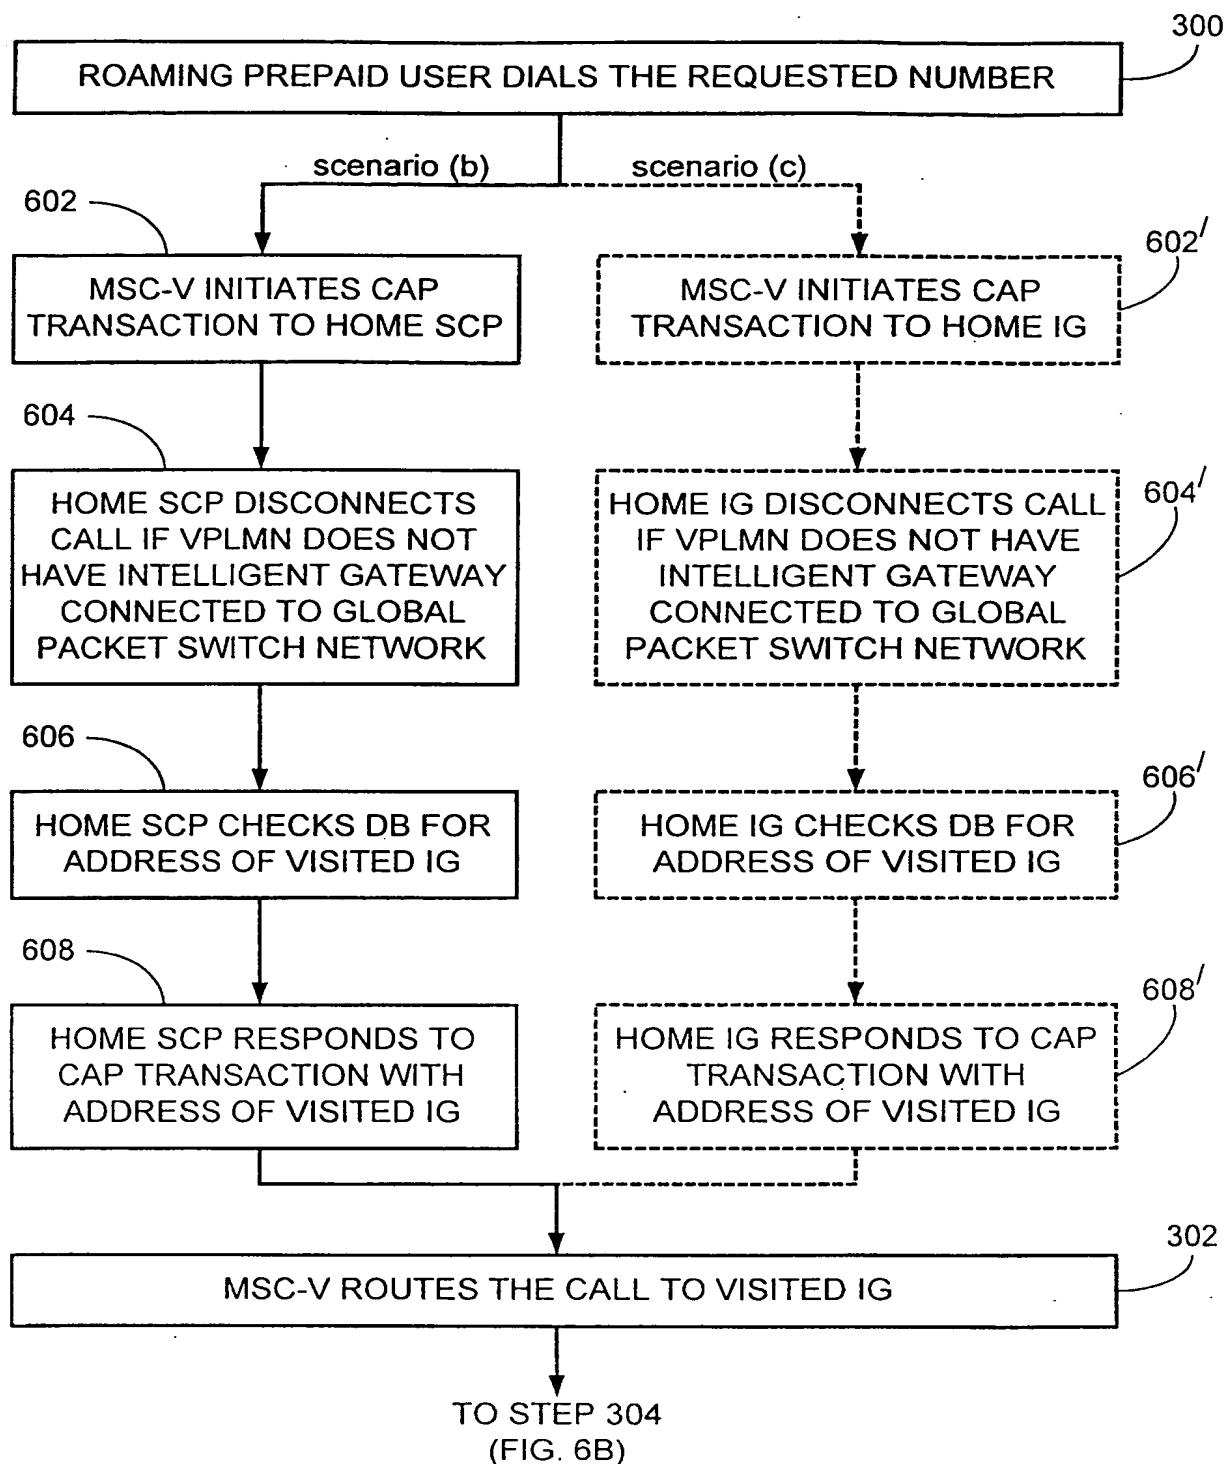 300
ROAMING PREPAID USER DIALS THE REQUESTED NUMBER
scenario (b)
scenario (c)
602
602'
MSC-V INITIATES CAP
TRANSACTION TO HOME SCP
MSC-V INITIATES CAP
TRANSACTION TO HOME IG
604
604'
HOME SCP DISCONNECTS
CALL IF VPLMN DOES NOT
HAVE INTELLIGENT GATEWAY
CONNECTED TO GLOBAL
PACKET SWITCH NETWORK
HOME IG DISCONNECTS CALL
IF VPLMN DOES NOT HAVE
INTELLIGENT GATEWAY
CONNECTED TO GLOBAL
PACKET SWITCH NETWORK
606
606'
HOME SCP CHECKS DB FOR
ADDRESS OF VISITED IG
HOME IG CHECKS DB FOR
ADDRESS OF VISITED IG
608
608'
HOME SCP RESPONDS TO
CAP TRANSACTION WITH
ADDRESS OF VISITED IG
HOME IG RESPONDS TO CAP
TRANSACTION WITH
ADDRESS OF VISITED IG
302
MSC-V ROUTES THE CALL TO VISITED IG
TO STEP 304
(FIG. 6B)